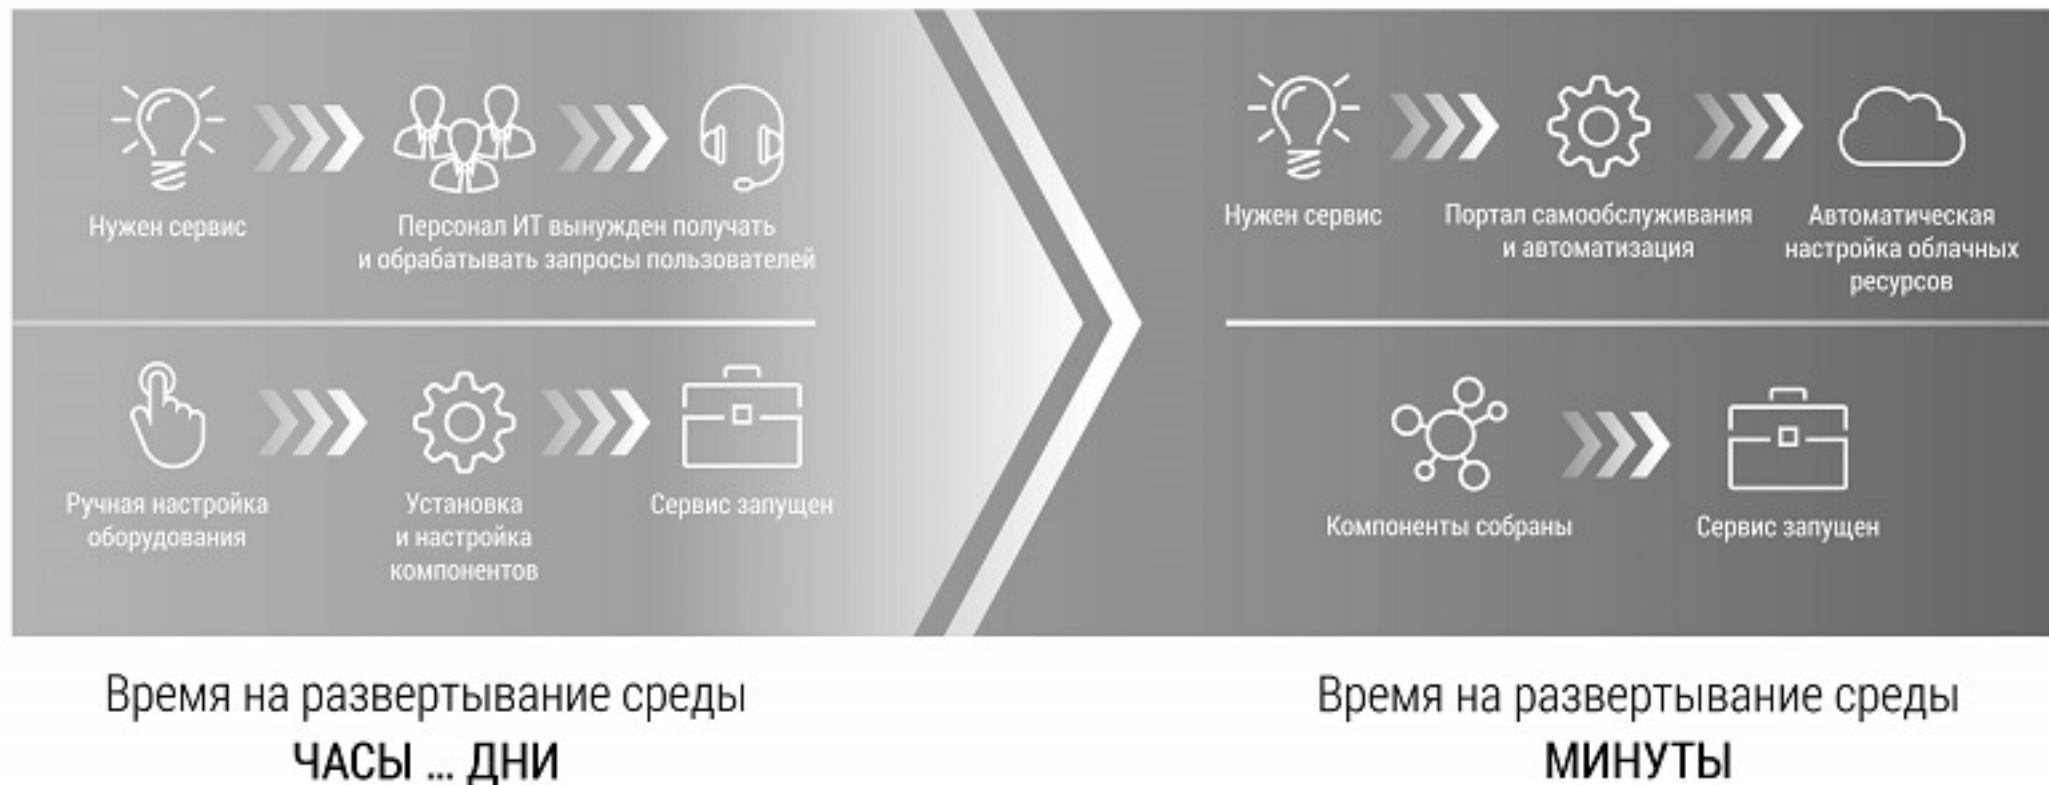 Нужен сервис
Персонал ИТ вынужден получать
и обрабатывать запросы пользователей
Ручная настройка
оборудования
Установка
и настройка
компонентов
Сервис запущен
Время на развертывание среды
ЧАСЫ ... ДНИ
Нужен сервис
Портал самообслуживания
и автоматизация
Автоматическая
настройка облачных
ресурсов
Компоненты собраны
Сервис запущен
Время на развертывание среды
МИНУТЫ